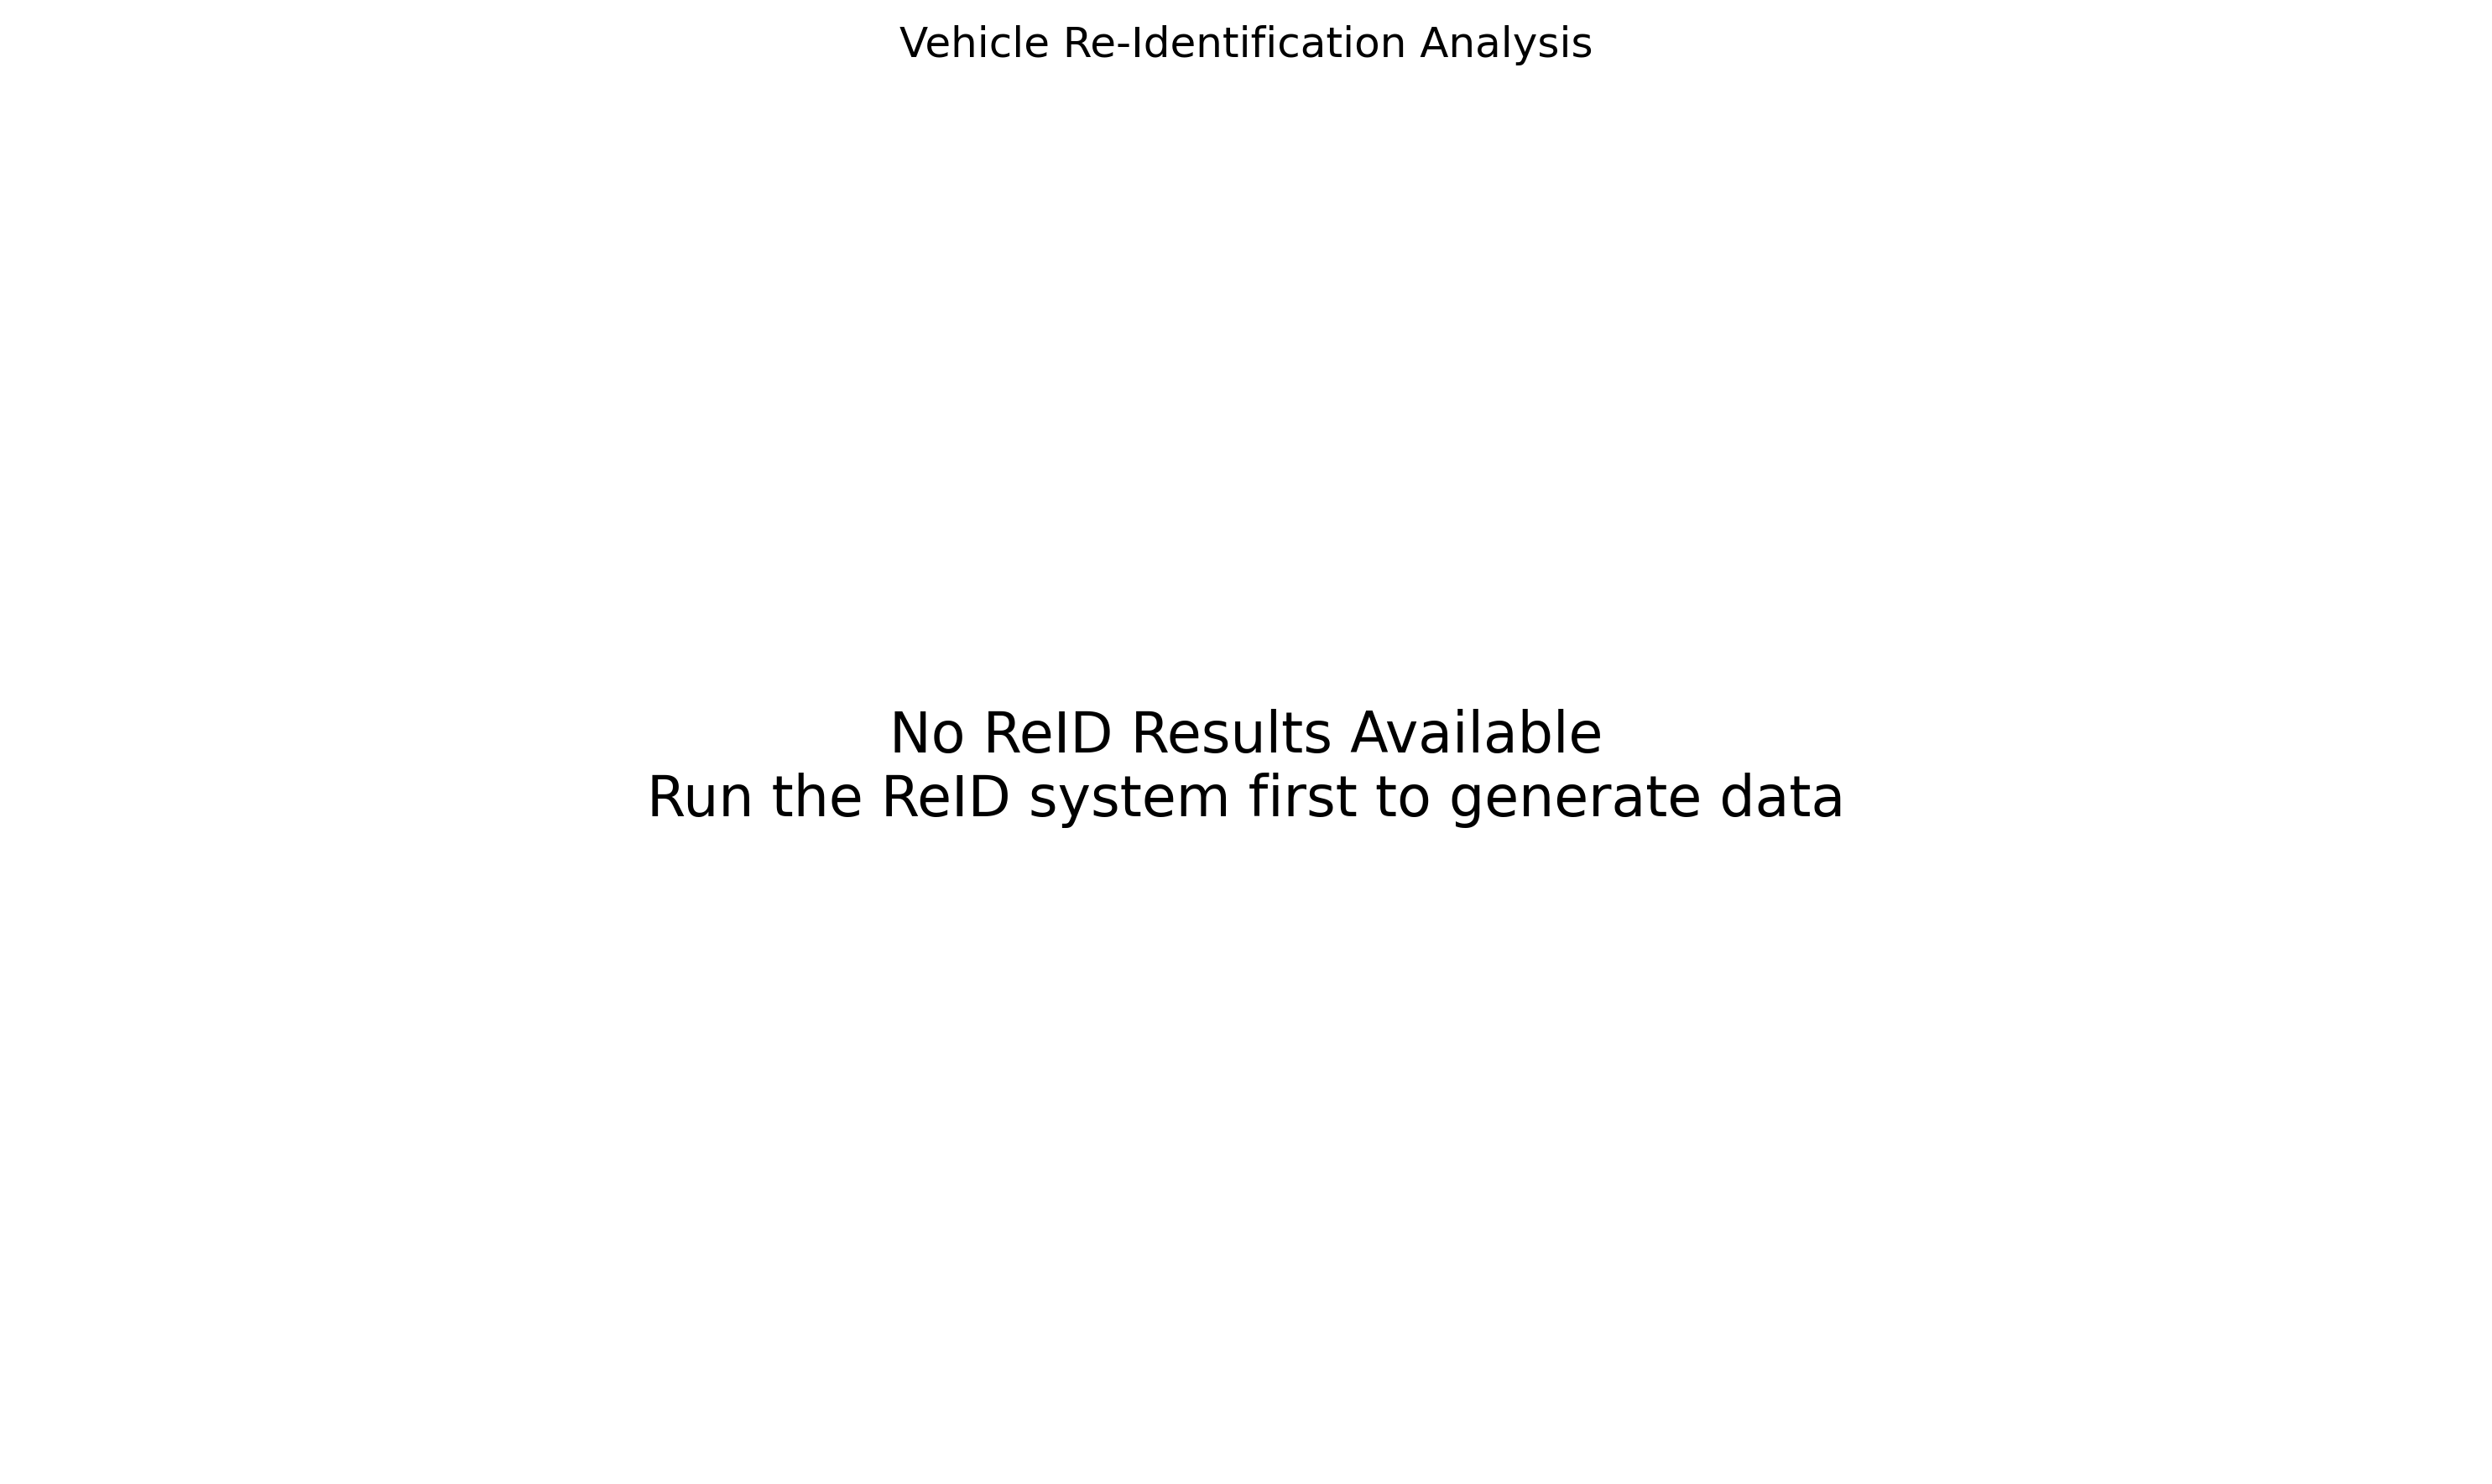 Vehicle Re-Identification Analysis
No ReID Results Available
Run the ReID system first to generate data